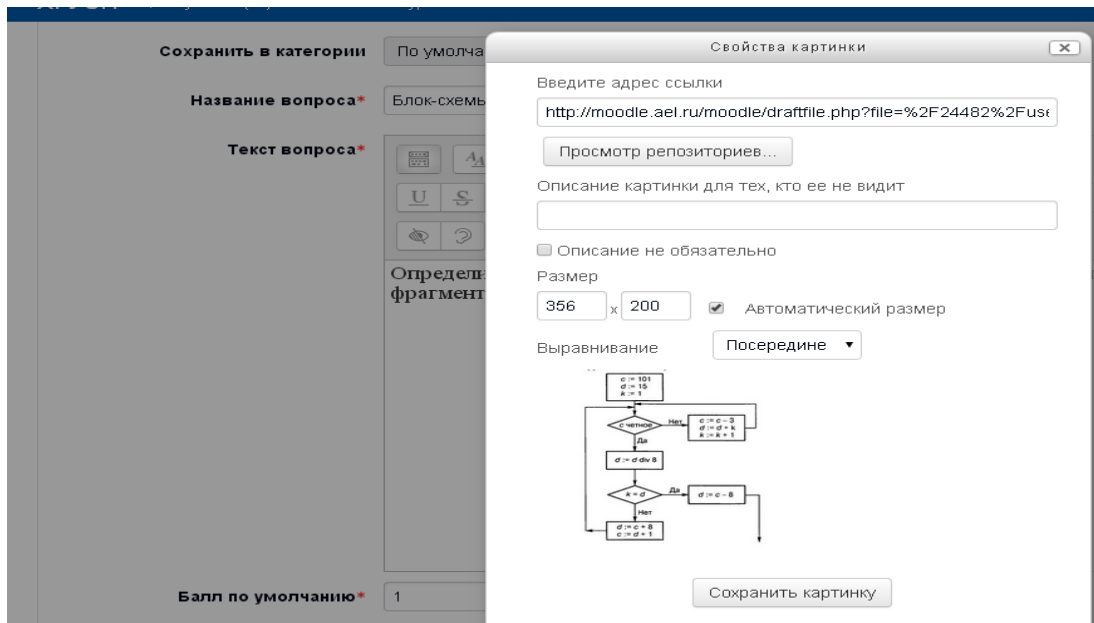 Сохранить в категории
По умолча
Название вопроса*
Блок-схемы
Текст вопроса*
Определи
фрагмент
Балл по умолчанию*
1
Свойства картинки
Введите адрес ссылки
http://moodle.ael.ru/moodle/draftfile.php?file=%2F24482%2Fuse
Просмотр репозиториев...
Описание картинки для тех, кто ее не видит
Описание не обязательно
Размер
356 x 200
Автоматический размер
Выравнивание
Посередине
c := 101
d := 15
k := 1
c четное
Нет
c := c – 3
d := d + k
k := k + 1
Да
d := d div 8
k = d
Да
d := c – 8
Нет
d := c + 8
c := d + 1
Сохранить картинку